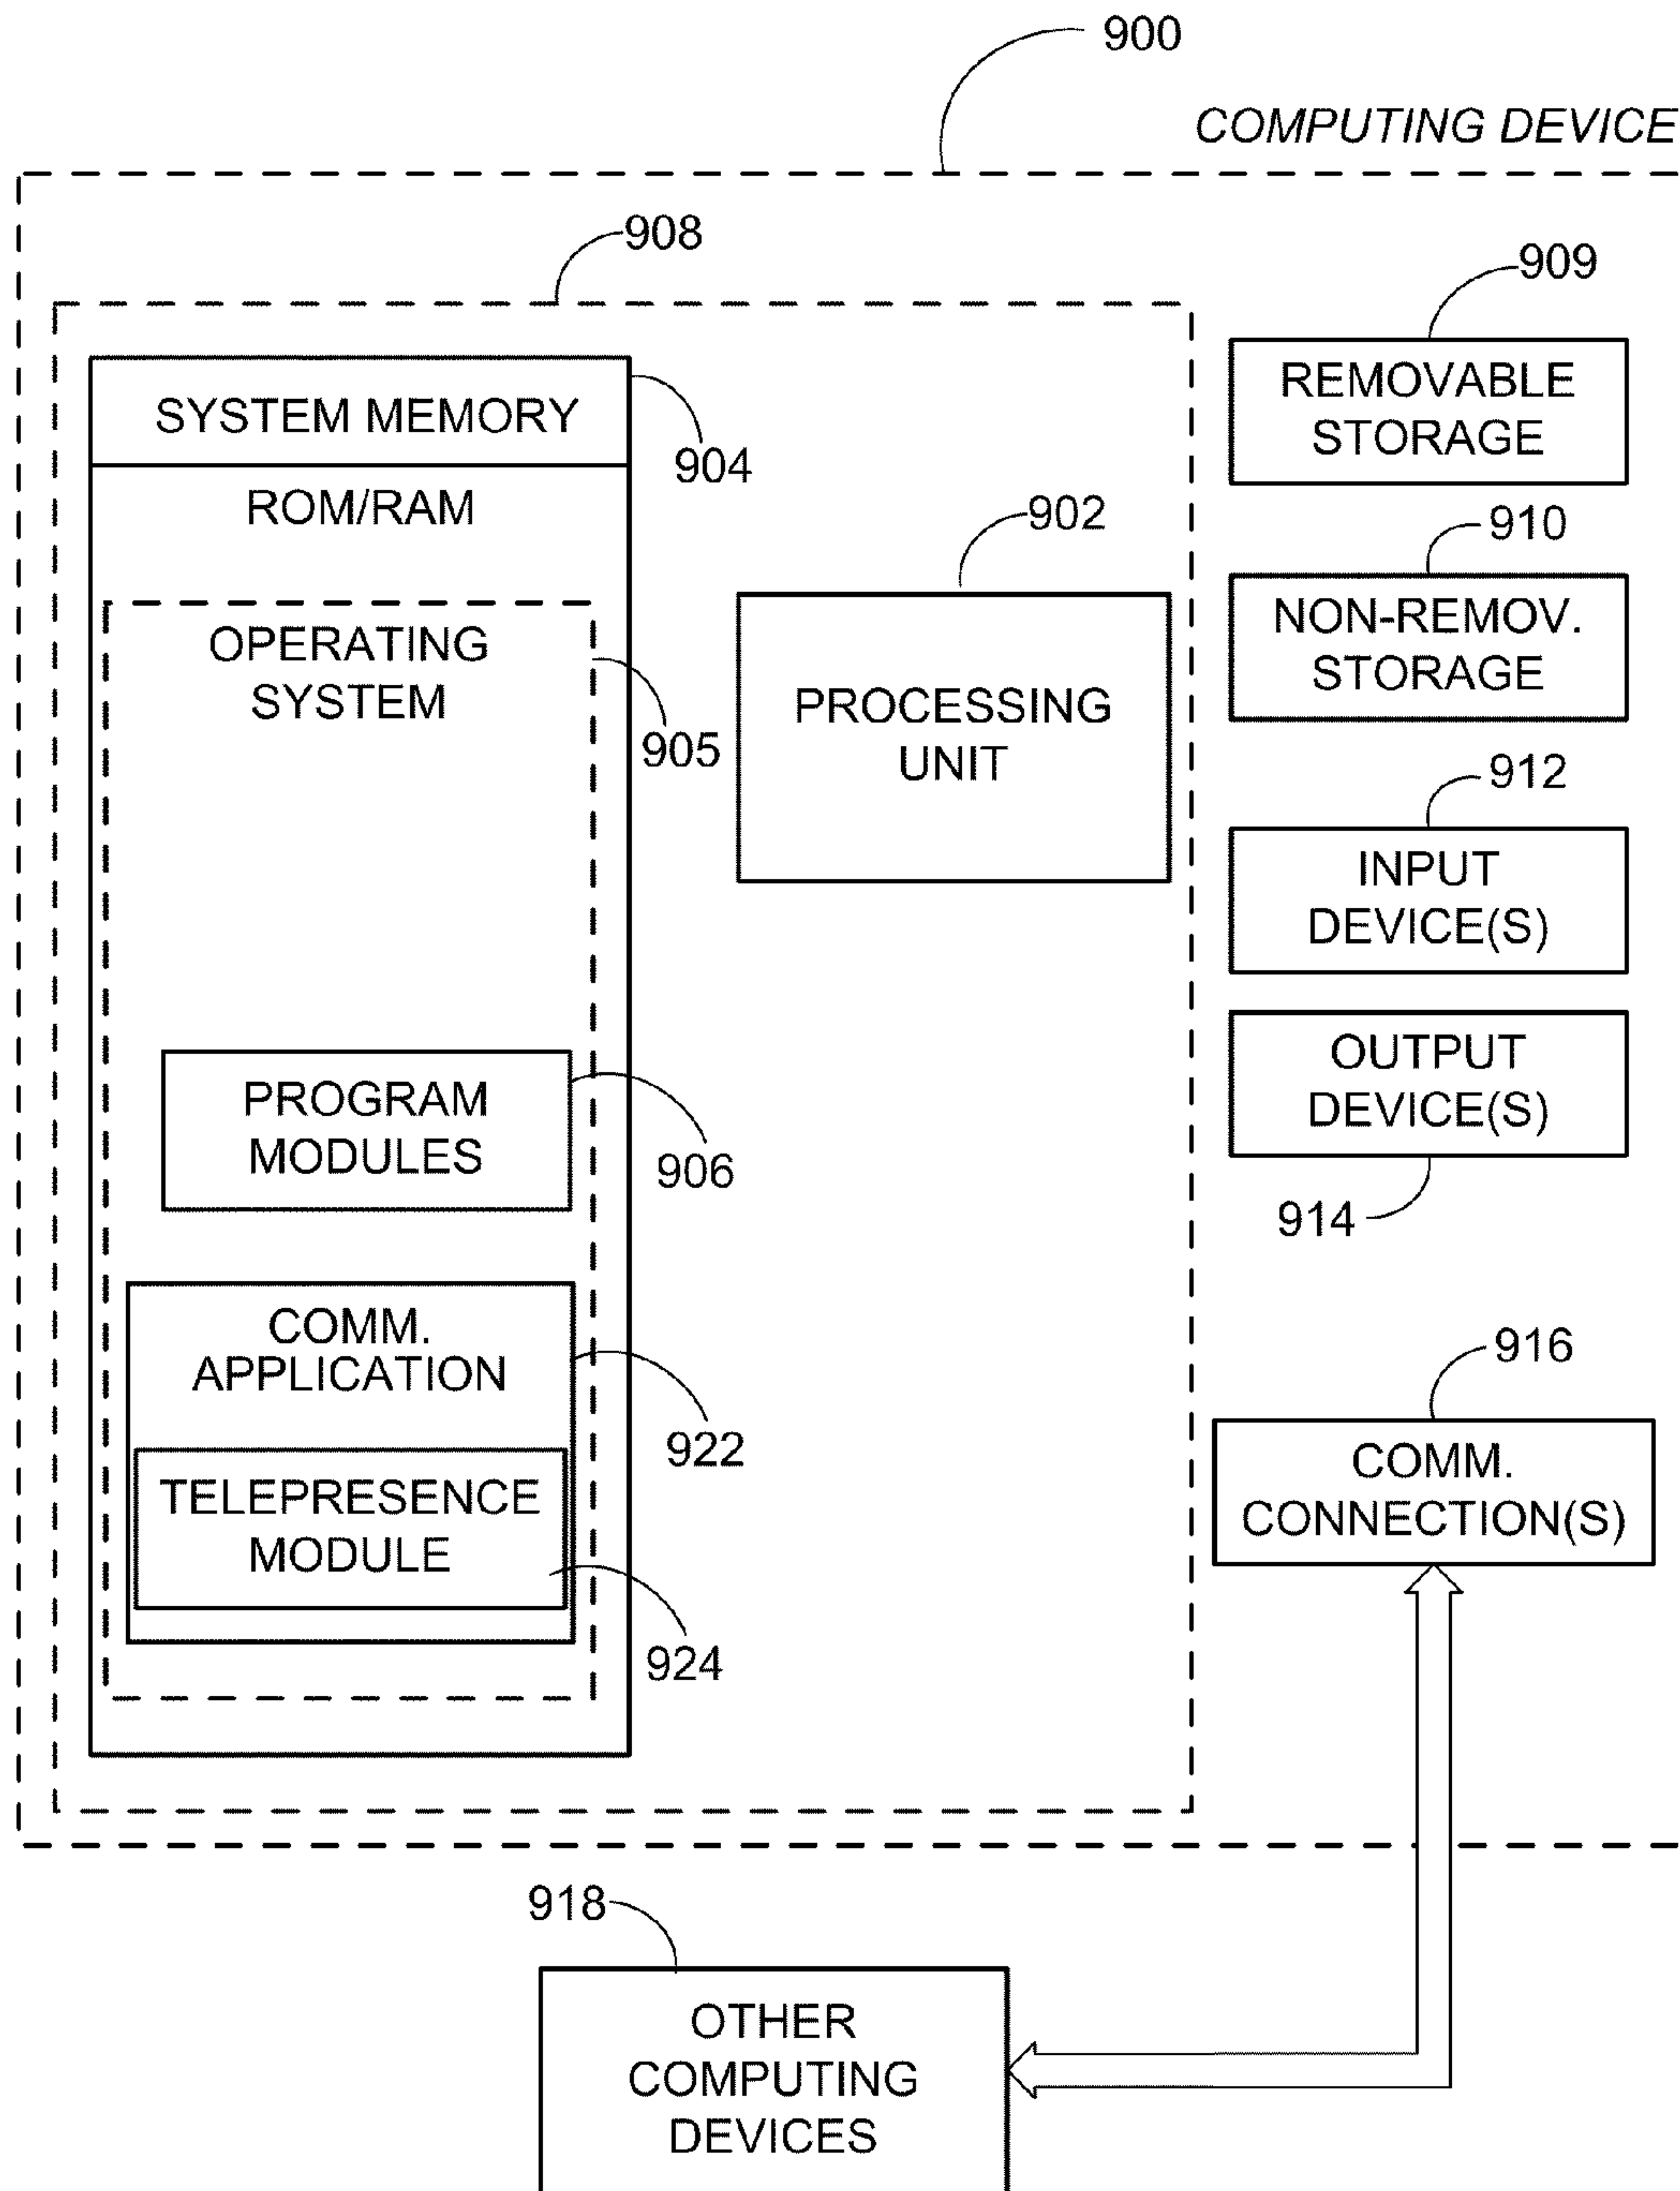 900
COMPUTING DEVICE
908
909
REMOVABLE
STORAGE
SYSTEM MEMORY
904
ROM/RAM
902
910
NON-REMOV.
STORAGE
OPERATING
SYSTEM
905
PROCESSING
UNIT
912
INPUT
DEVICE(S)
OUTPUT
DEVICE(S)
914
PROGRAM
MODULES
906
COMM.
APPLICATION
922
TELEPRESENCE
MODULE
924
916
COMM.
CONNECTION(S)
918
OTHER
COMPUTING
DEVICES